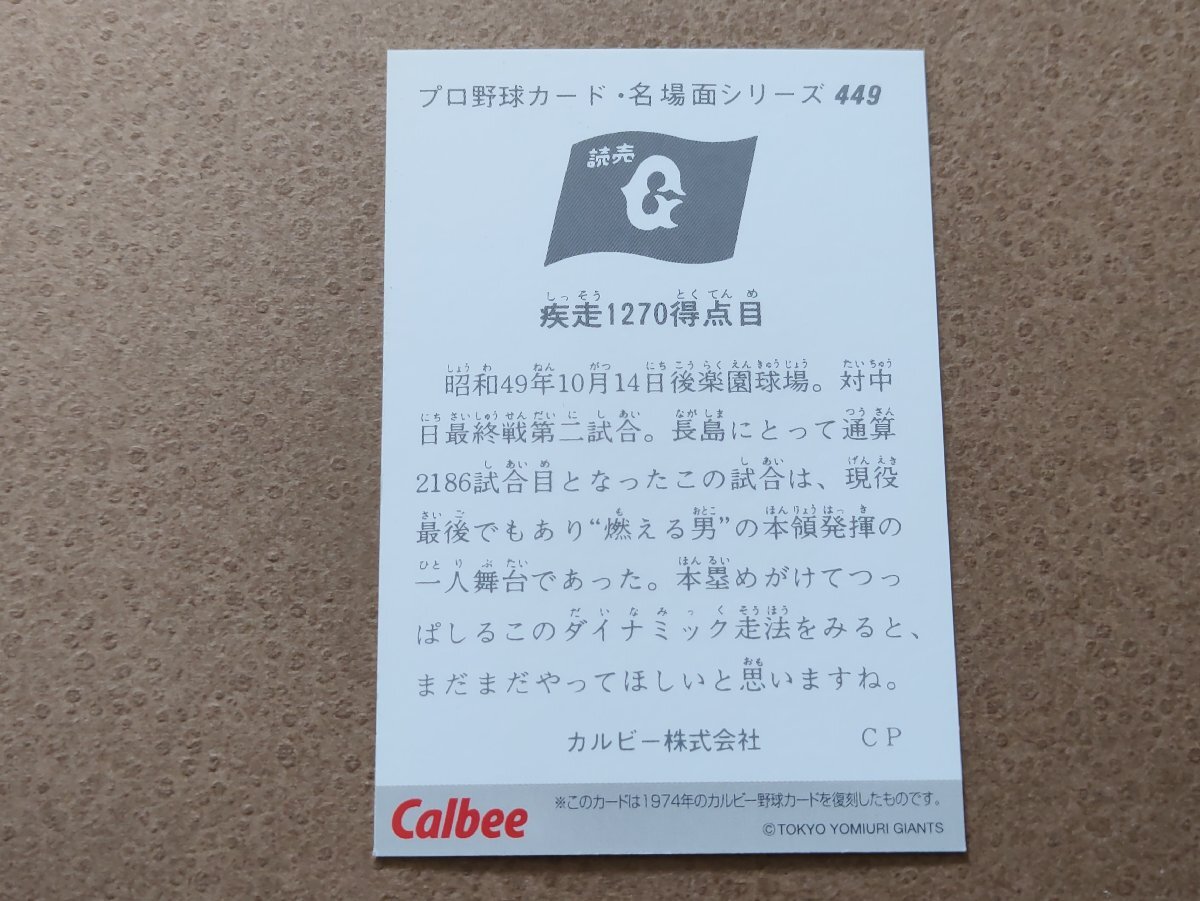 プロ野球カード・名場面シリーズ 449
読売
G
疾走1270得点目
昭和49年10月14日後楽園球場。対中
日最終戦第二試合。長島にとって通算
2186試合目となったこの試合は、現役
最後でもあり“燃える男”の本領発揮の
一人舞台であった。本塁めがけてつっ
ぱしるこのダイナミック走法をみると、
まだまだやってほしいと思いますね。
カルビー株式会社 CP
Calbee
※このカードは1974年のカルビー野球カードを復刻したものです。
©TOKYO YOMIURI GIANTS